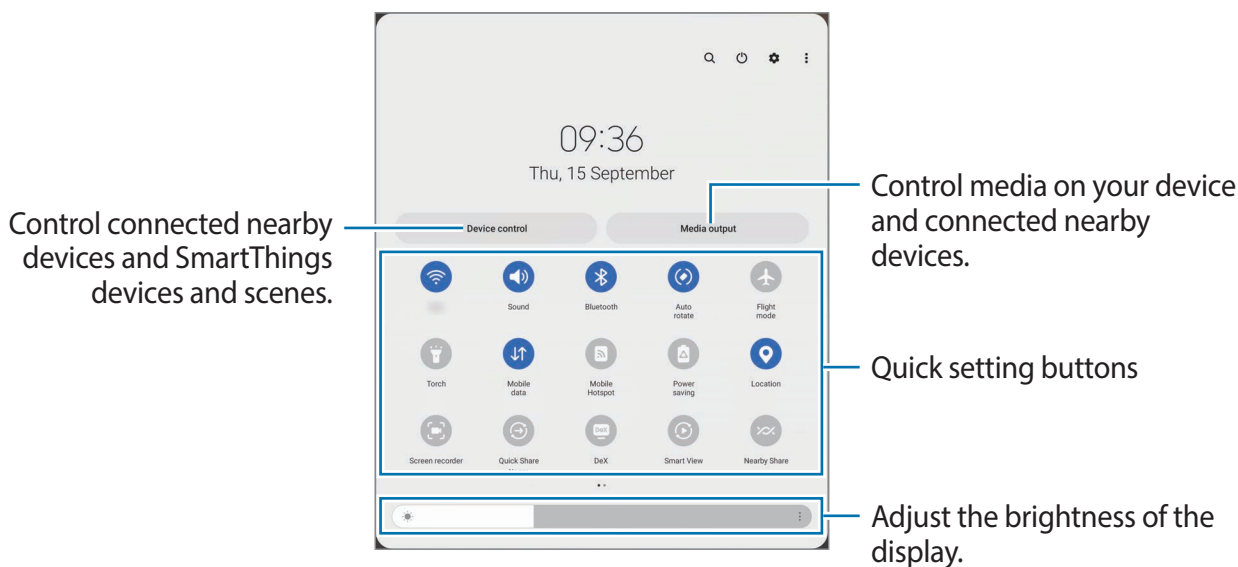 09:36
Thu, 15 September
Control connected nearby
devices and SmartThings
devices and scenes.
Device control
Media output
Control media on your device
and connected nearby
devices.
Sound
Bluetooth
Auto
rotate
Flight
mode
Torch
Mobile
data
Mobile
Hotspot
Power
saving
Location
Quick setting buttons
DeX
Screen recorder
Quick Share
DeX
Smart View
Nearby Share
Adjust the brightness of the
display.